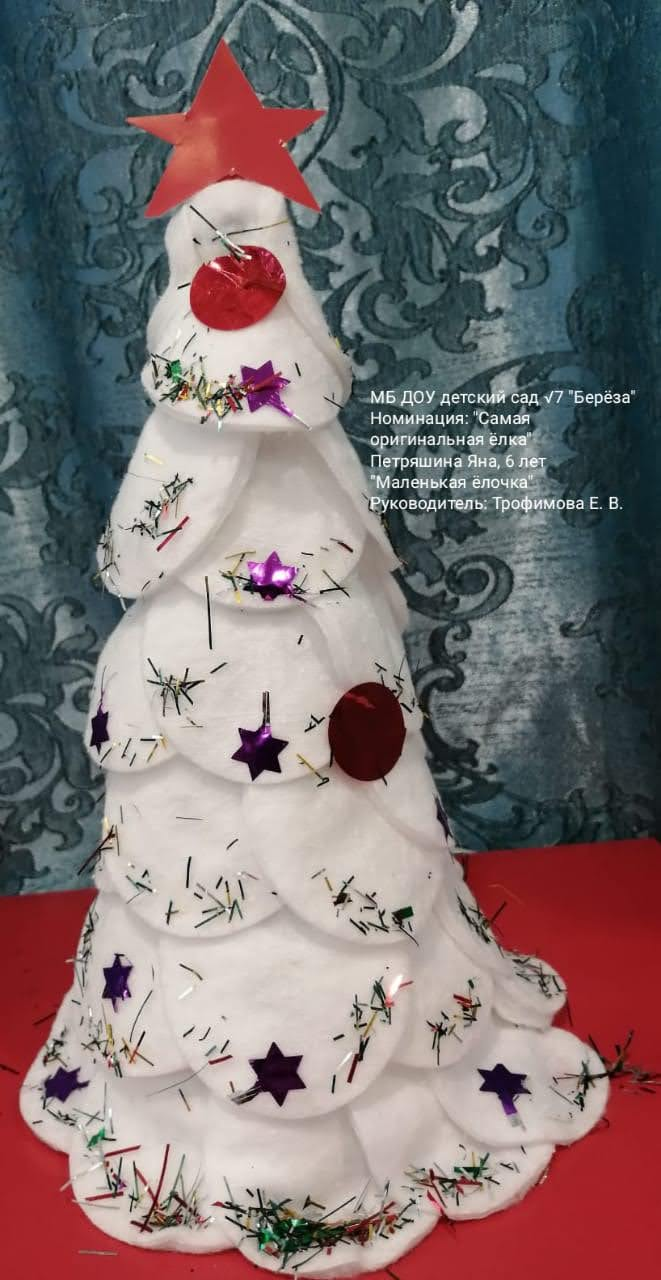 МБ ДОУ детский сад √7 "Берёза"
Номинация: "Самая
оригинальная ёлка"
Петряшина Яна, 6 лет
"Маленькая ёлочка"
Руководитель: Трофимова Е. В.